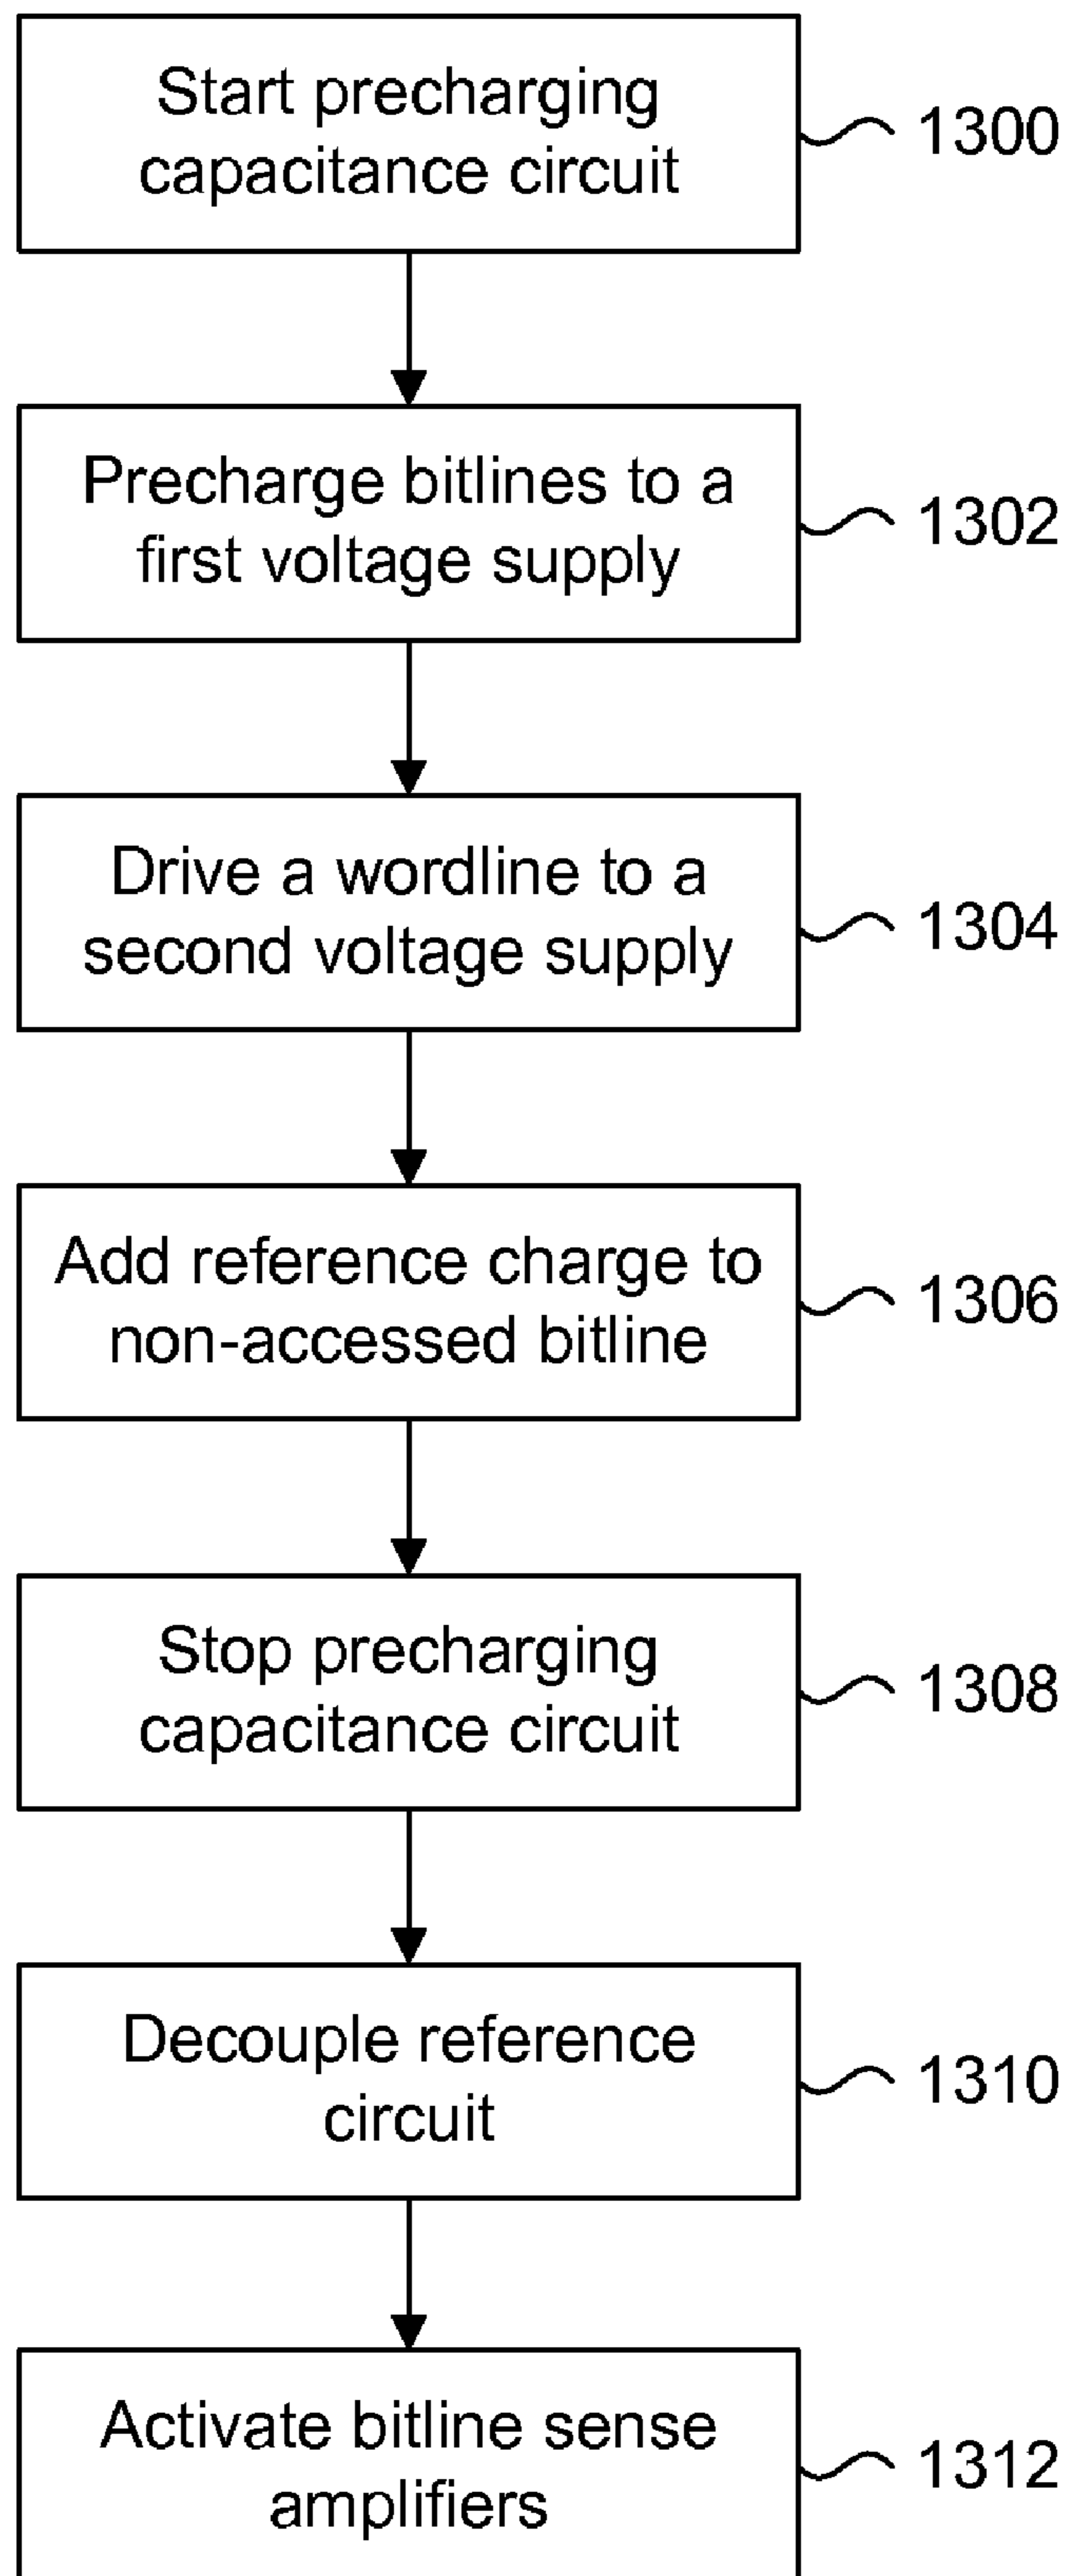 Start precharging
capacitance circuit
1300
Precharge bitlines to a
first voltage supply
1302
Drive a wordline to a
second voltage supply
1304
Add reference charge to
non-accessed bitline
1306
Stop precharging
capacitance circuit
1308
Decouple reference
circuit
1310
Activate bitline sense
amplifiers
1312